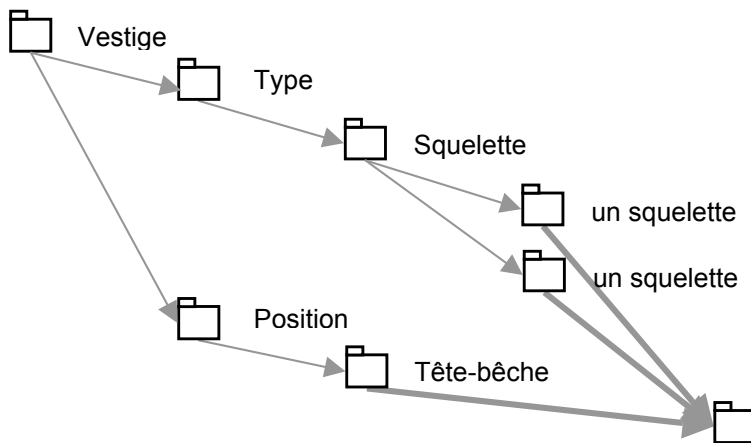 Vestige
Type
Squelette
un squelette
un squelette
Position
Tête-bêche